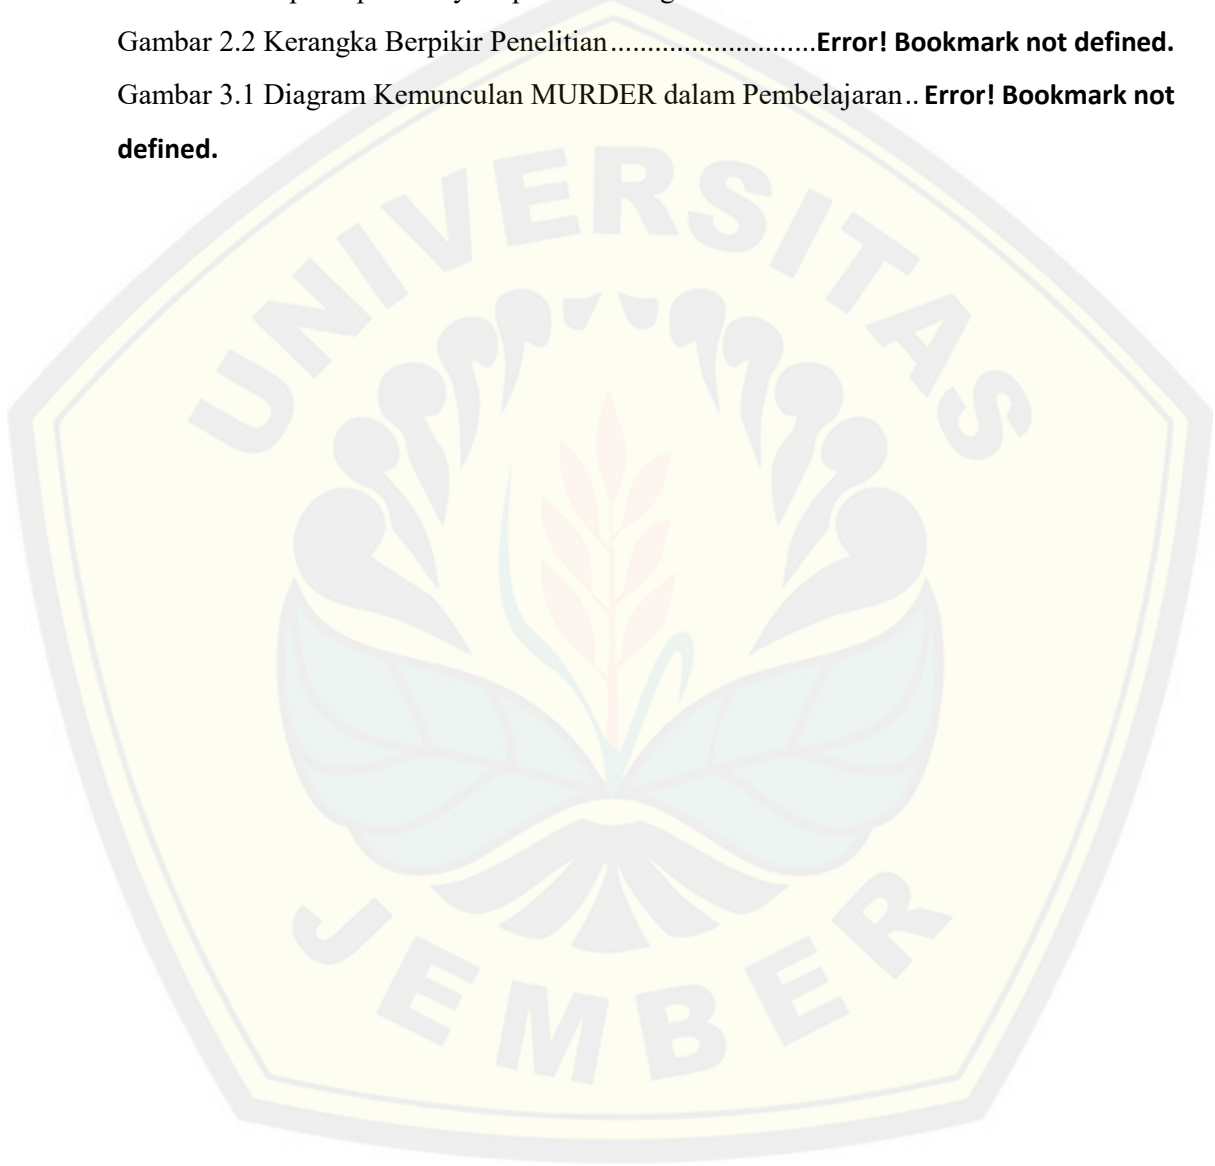 Gambar 2.2 Kerangka Berpikir Penelitian............................Error! Bookmark not defined.
Gambar 3.1 Diagram Kemunculan MURDER dalam Pembelajaran.. Error! Bookmark not
defined.
UNIVERSITAS
JEMBER